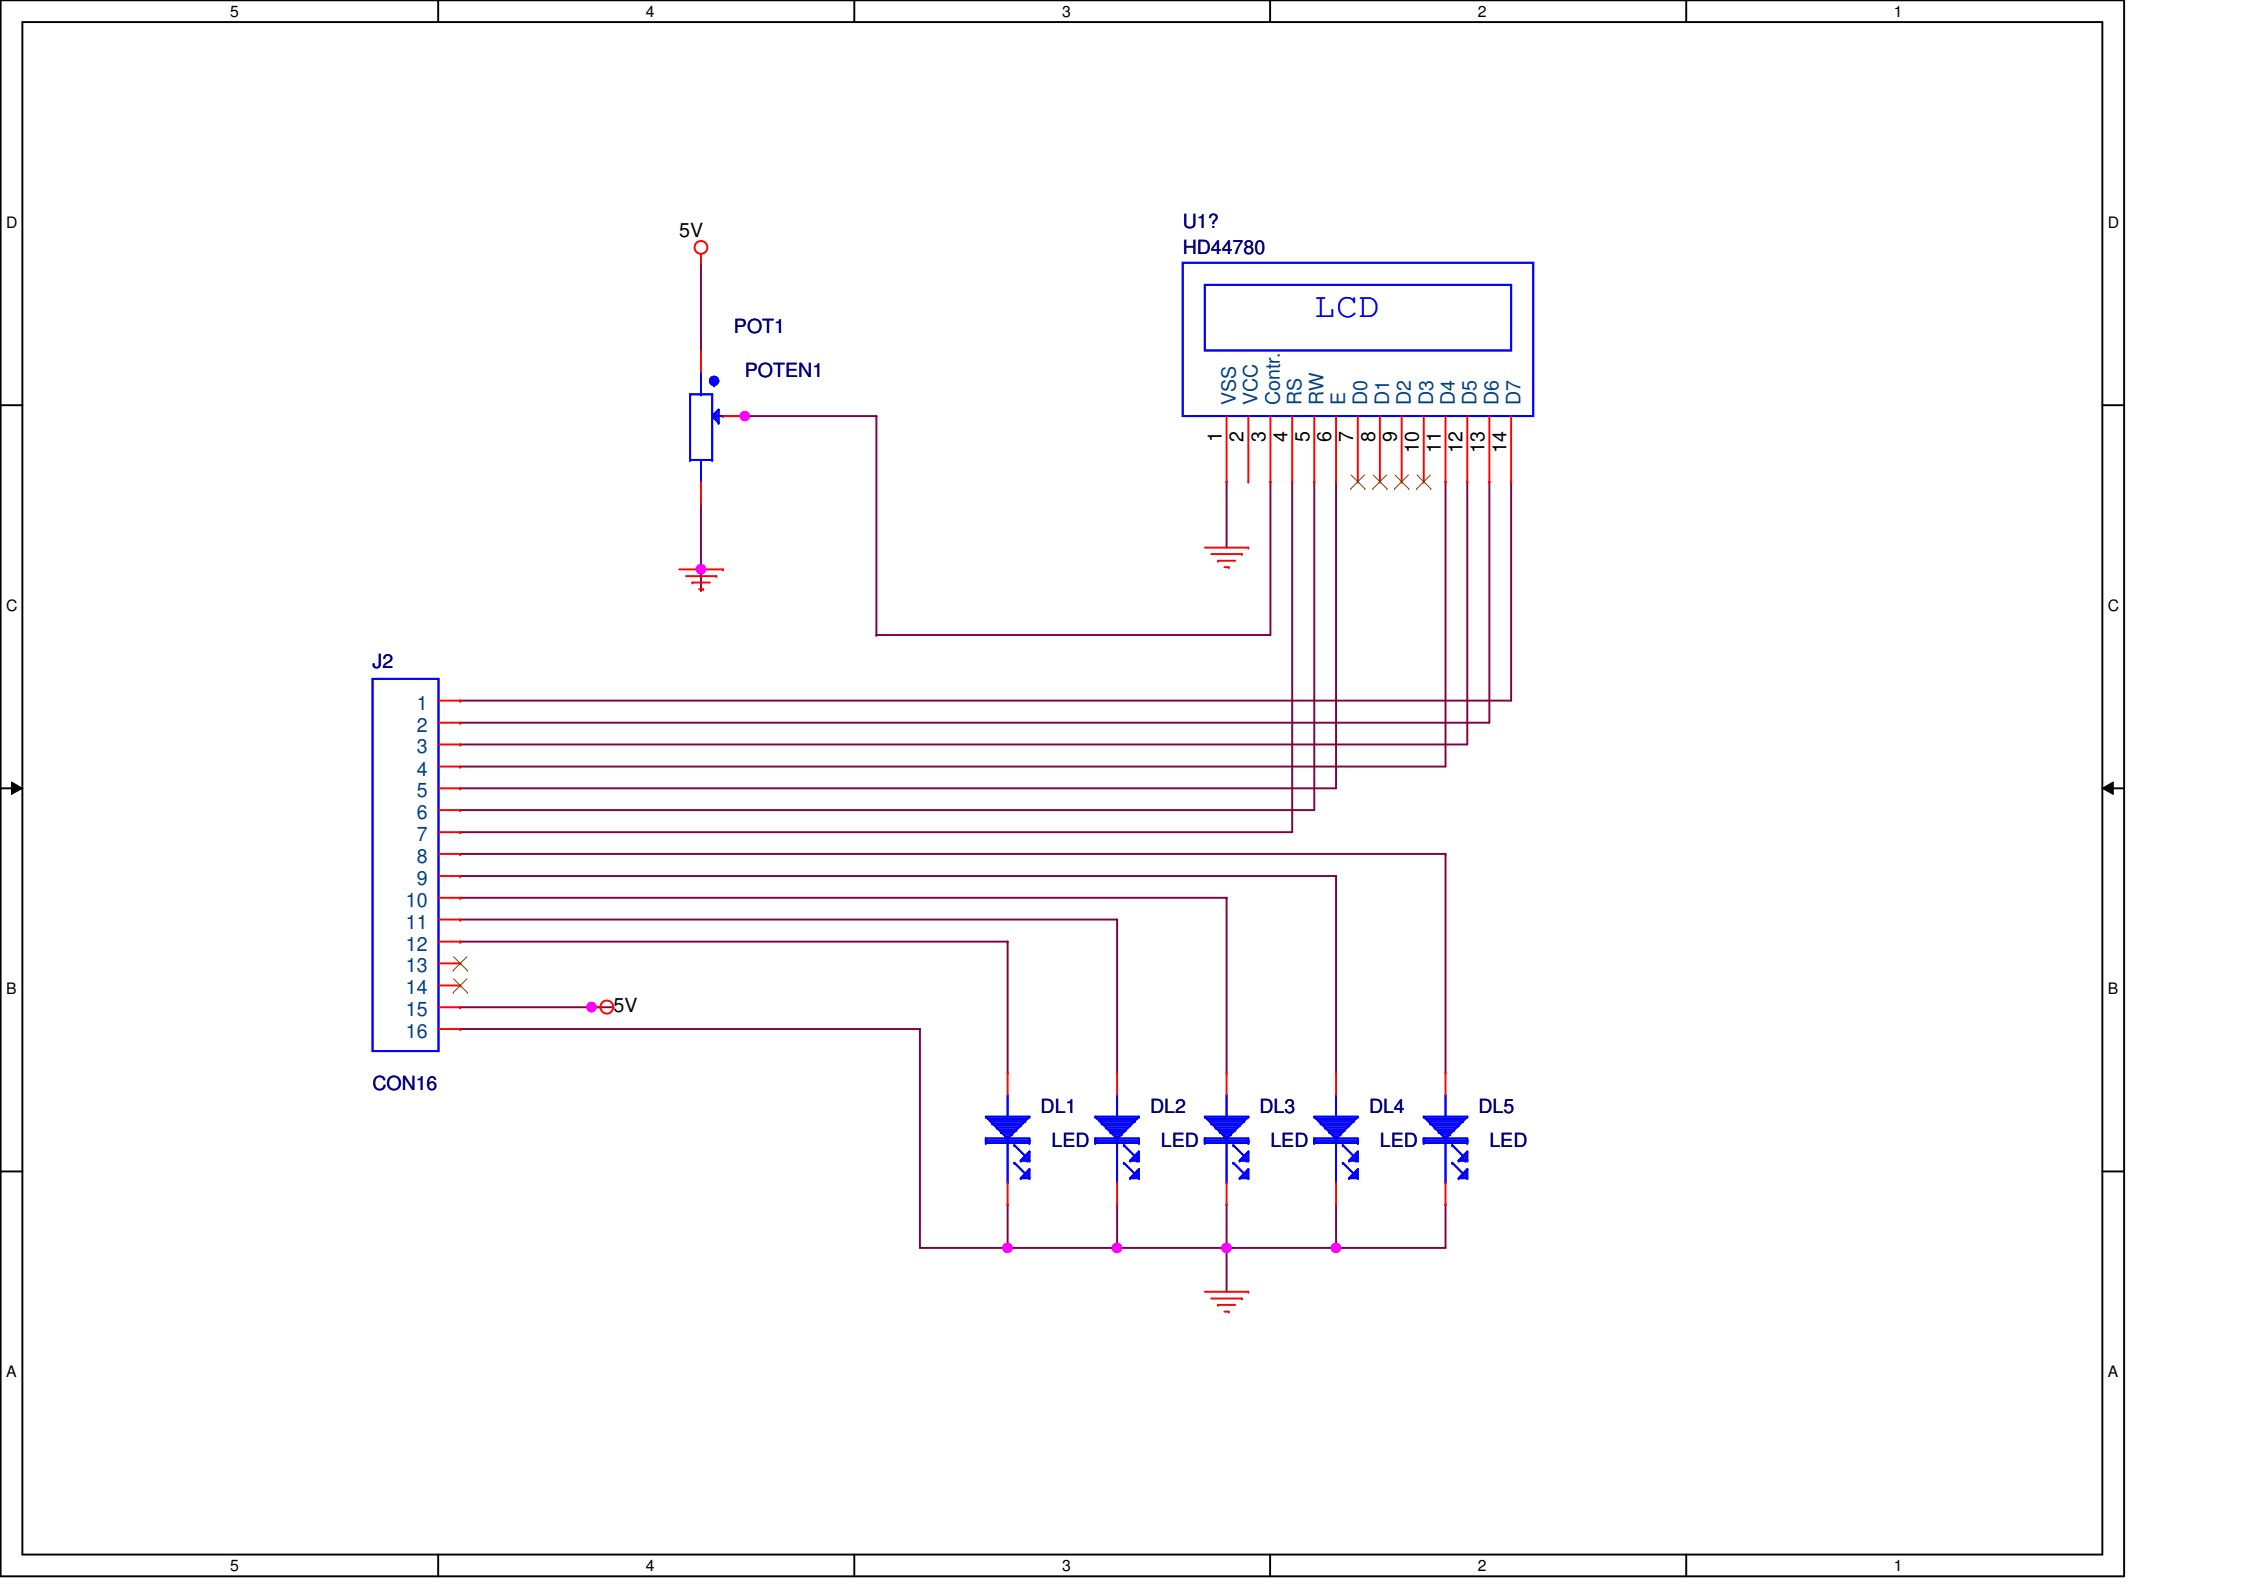 5 4 3 2 1
D D
5V
U1?
HD44780
LCD
POT1
POTEN1
VSS VCC Contr. RS RW E D0 D1 D2 D3 D4 D5 D6 D7
1 2 3 4 5 6 7 8 9 10 11 12 13 14
C C
J2
1
2
3
4
5
6
7
8
9
10
11
12
13
14
15
16
5V
B B
CON16
DL1 DL2 DL3 DL4 DL5
LED LED LED LED LED
A A
5 4 3 2 1